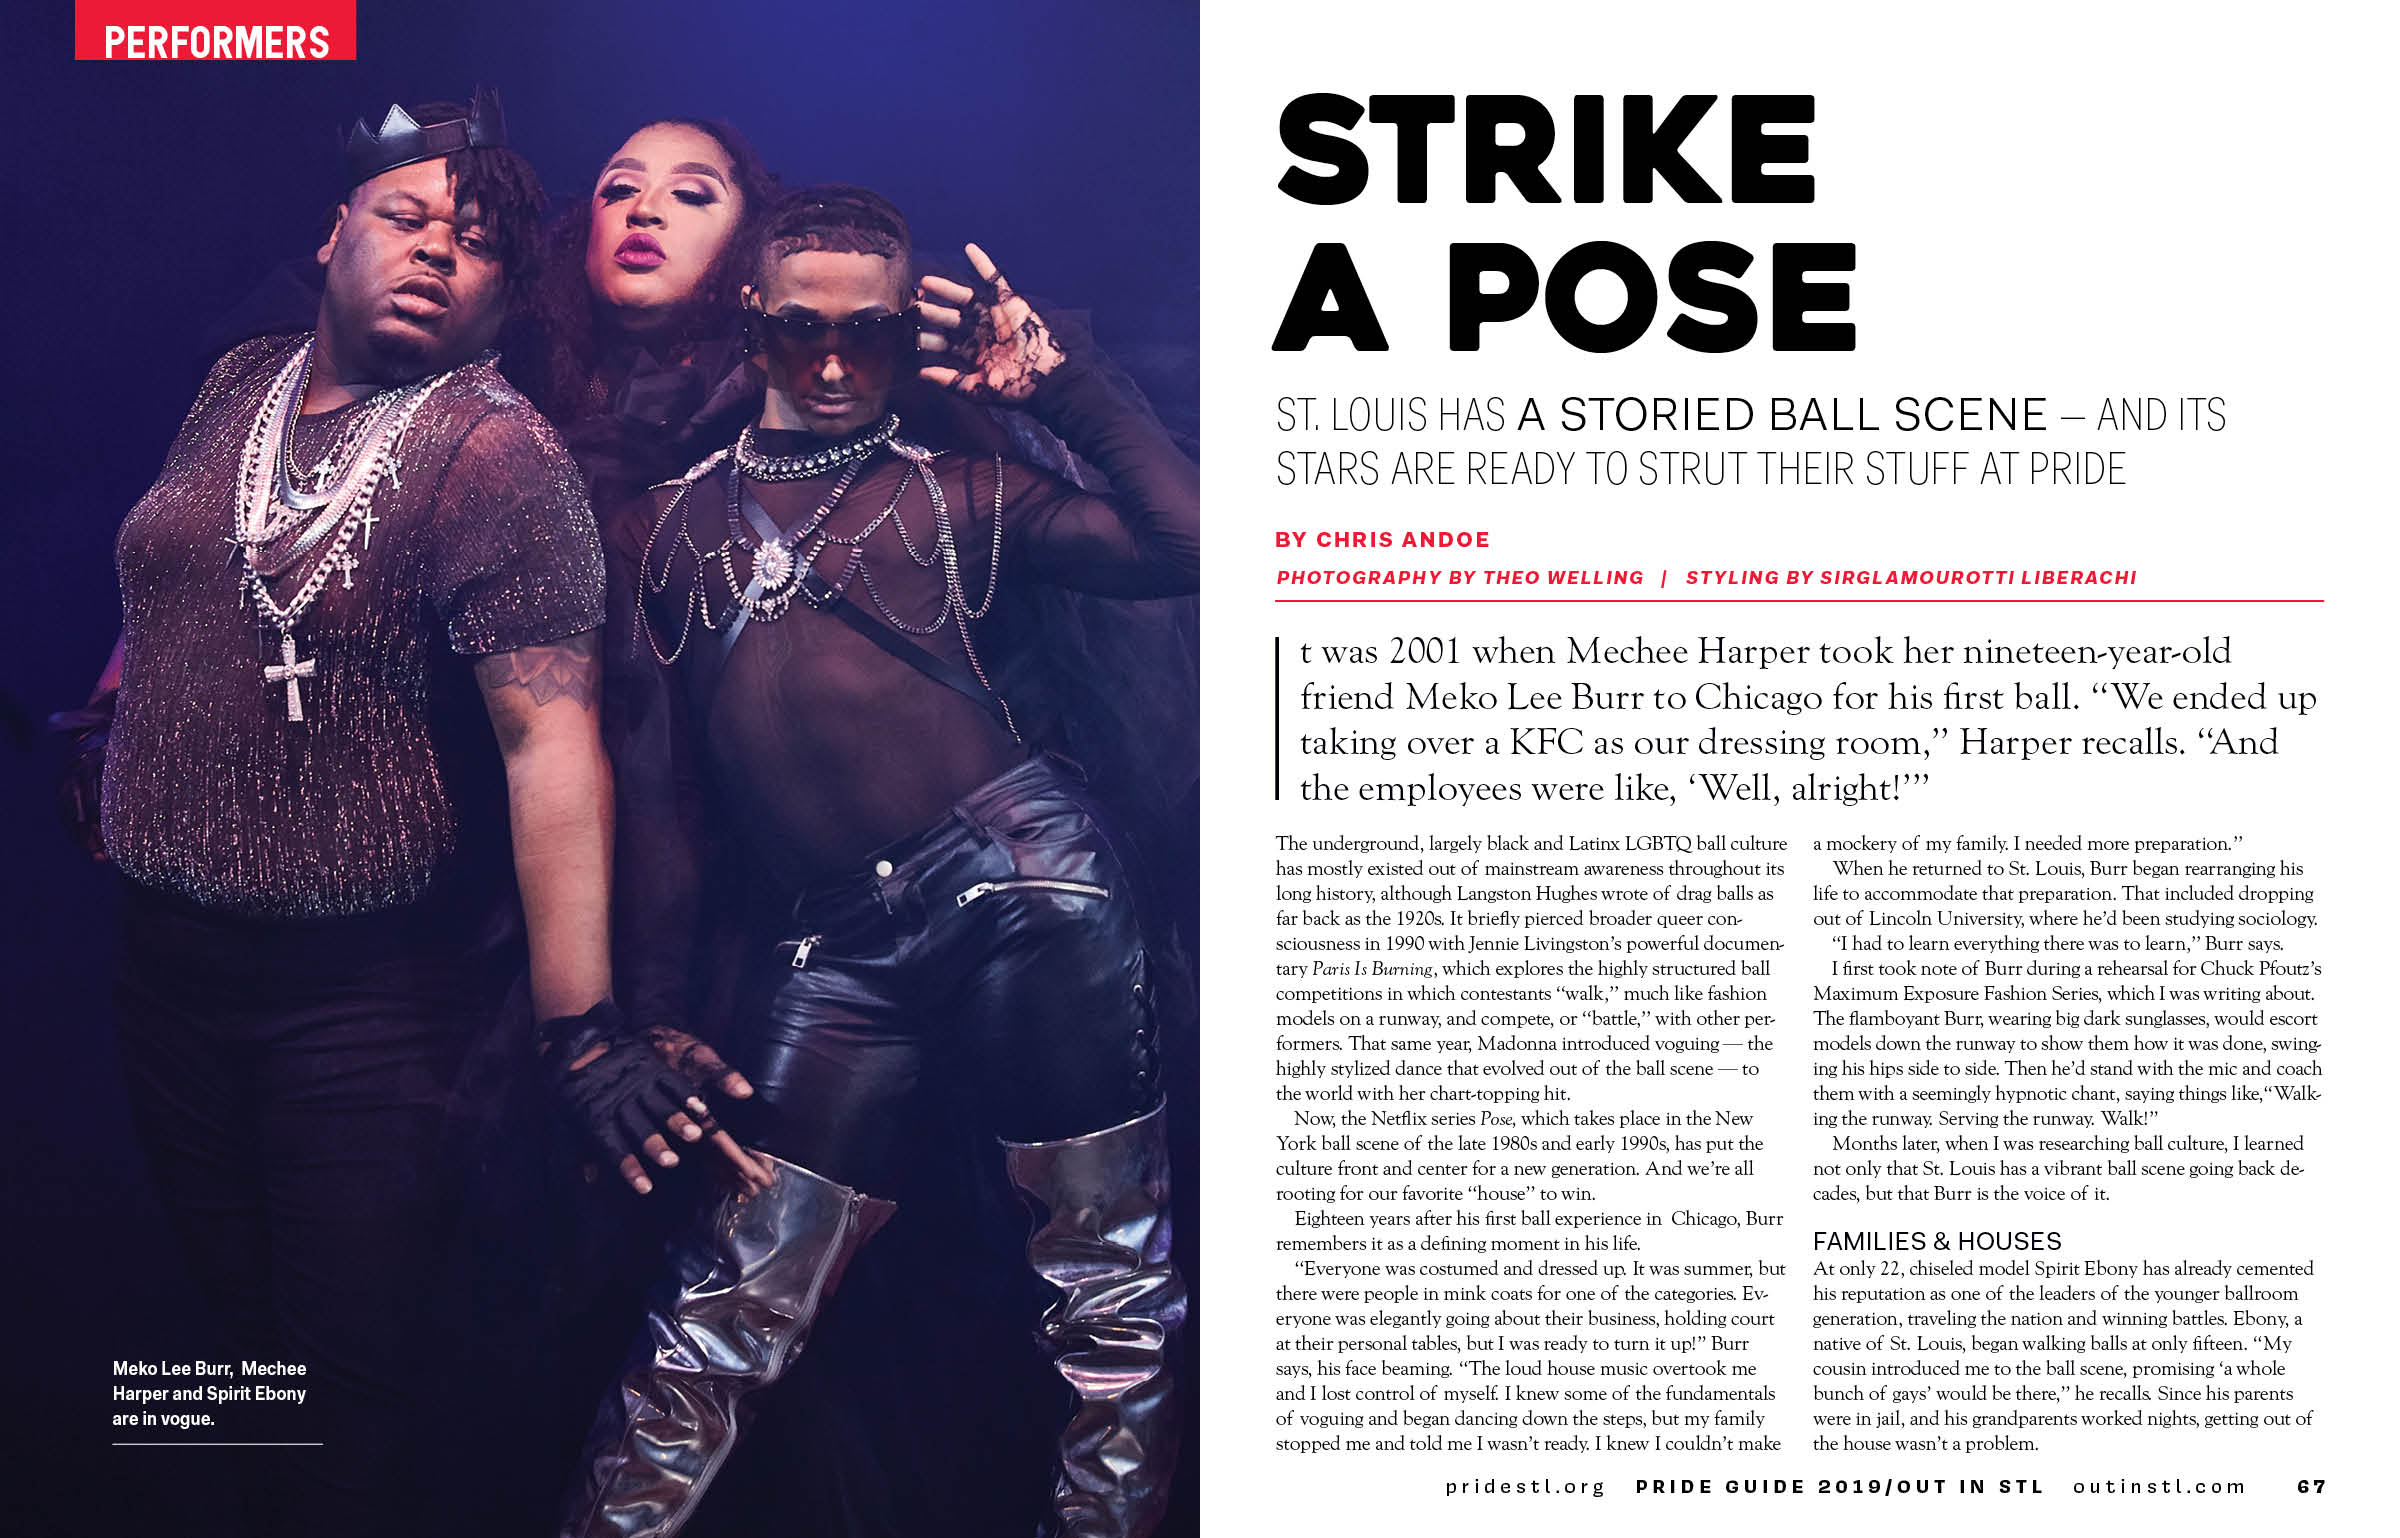 PERFORMERS
Meko Lee Burr, Mechee
Harper and Spirit Ebony
are in vogue.
STRIKE
A POSE
ST. LOUIS HAS A STORIED BALL SCENE — AND ITS
STARS ARE READY TO STRUT THEIR STUFF AT PRIDE
BY CHRIS ANDOE
PHOTOGRAPHY BY THEO WELLING | STYLING BY SIRGLAMOUROTTI LIBERACHI
It was 2001 when Mechee Harper took her nineteen-year-old
friend Meko Lee Burr to Chicago for his first ball. “We ended up
taking over a KFC as our dressing room,” Harper recalls. “And
the employees were like, ‘Well, alright!’”
The underground, largely black and Latinx LGBTQ ball culture
has mostly existed out of mainstream awareness throughout its
long history, although Langston Hughes wrote of drag balls as
far back as the 1920s. It briefly pierced broader queer con-
sciousness in 1990 with Jennie Livingston’s powerful documen-
tary Paris Is Burning, which explores the highly structured ball
competitions in which contestants “walk,” much like fashion
models on a runway, and compete, or “battle,” with other per-
formers. That same year, Madonna introduced voguing — the
highly stylized dance that evolved out of the ball scene — to
the world with her chart-topping hit.
Now, the Netflix series Pose, which takes place in the New
York ball scene of the late 1980s and early 1990s, has put the
culture front and center for a new generation. And we’re all
rooting for our favorite “house” to win.
Eighteen years after his first ball experience in Chicago, Burr
remembers it as a defining moment in his life.
“Everyone was costumed and dressed up. It was summer, but
there were people in mink coats for one of the categories. Ev-
eryone was elegantly going about their business, holding court
at their personal tables, but I was ready to turn it up!” Burr
says, his face beaming. “The loud house music overtook me
and I lost control of myself. I knew some of the fundamentals
of voguing and began dancing down the steps, but my family
stopped me and told me I wasn’t ready. I knew I couldn’t make
a mockery of my family. I needed more preparation.”
When he returned to St. Louis, Burr began rearranging his
life to accommodate that preparation. That included dropping
out of Lincoln University, where he’d been studying sociology.
“I had to learn everything there was to learn,” Burr says.
I first took note of Burr during a rehearsal for Chuck Pfoutz’s
Maximum Exposure Fashion Series, which I was writing about.
The flamboyant Burr, wearing big dark sunglasses, would escort
models down the runway to show them how it was done, swing-
ing his hips side to side. Then he’d stand with the mic and coach
them with a seemingly hypnotic chant, saying things like,“Walk-
ing the runway. Serving the runway. Walk!”
Months later, when I was researching ball culture, I learned
not only that St. Louis has a vibrant ball scene going back de-
cades, but that Burr is the voice of it.
FAMILIES & HOUSES
At only 22, chiseled model Spirit Ebony has already cemented
his reputation as one of the leaders of the younger ballroom
generation, traveling the nation and winning battles. Ebony, a
native of St. Louis, began walking balls at only fifteen. “My
cousin introduced me to the ball scene, promising ‘a whole
bunch of gays’ would be there,” he recalls. Since his parents
were in jail, and his grandparents worked nights, getting out of
the house wasn’t a problem.
pridestl.org PRIDE GUIDE 2019/OUT IN STL outinstl.com 67